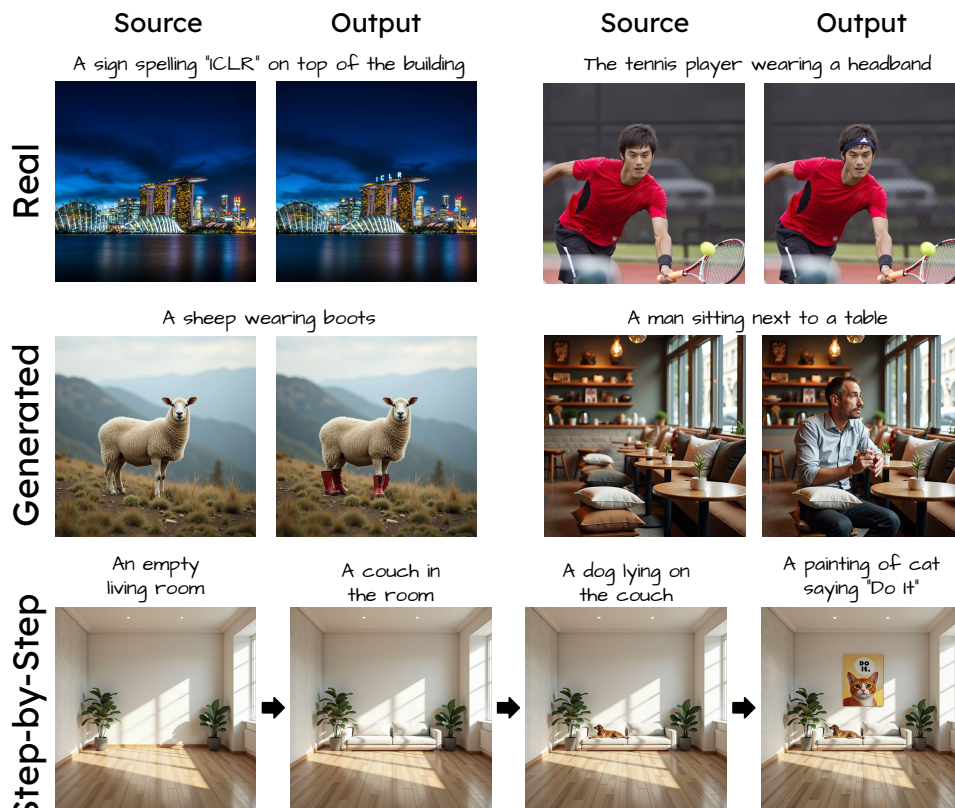 Source Output Source Output
A sign spelling "ICLR" on top of the building
The tennis player wearing a headband
Real
I C L R
A sheep wearing boots
A man sitting next to a table
Generated
An empty
living room
A couch in
the room
A dog lying on
the couch
A painting of cat
saying "Do It"
Step-by-Step
DO
It.